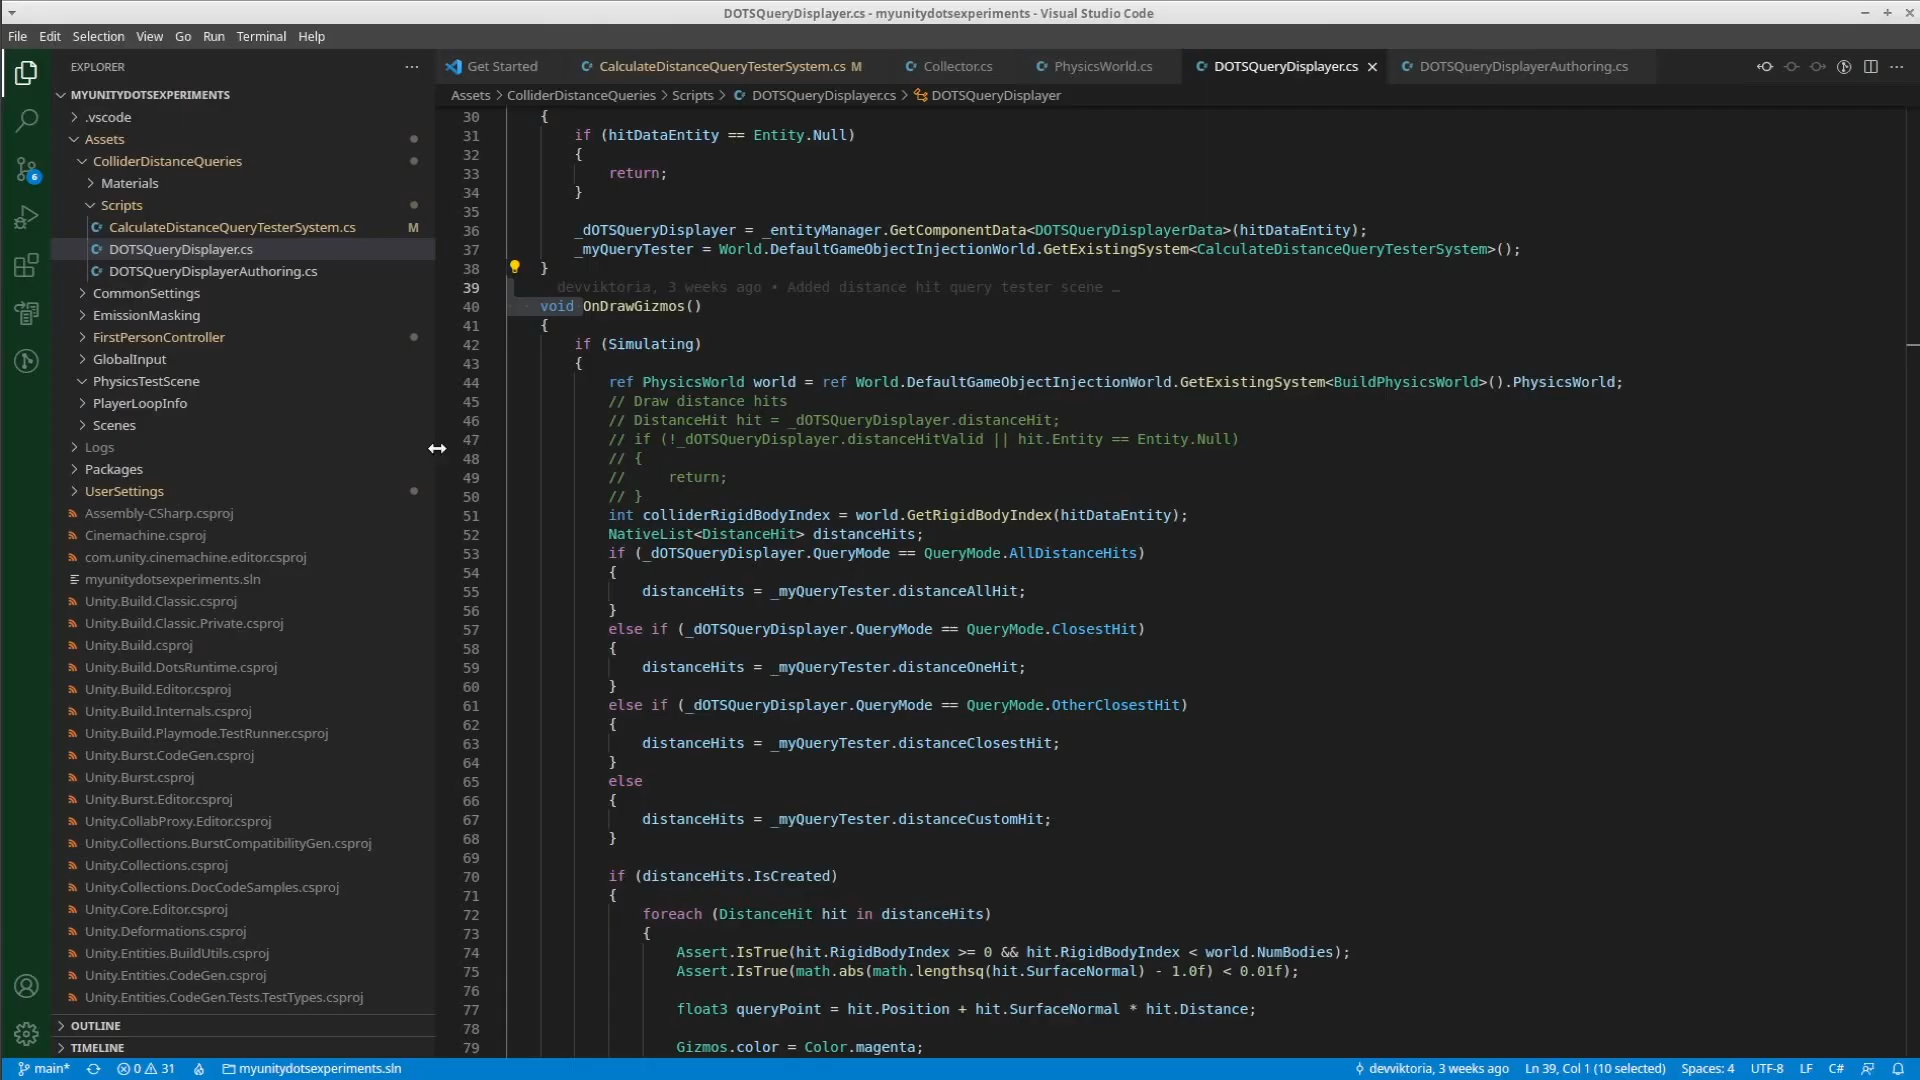 DOTSQueryDisplayer.cs - myunitydotsexperiments - Visual Studio Code
File Edit Selection View Go Run Terminal Help
EXPLORER
Get Started
CalculateDistanceQueryTesterSystem.cs M
Collector.cs
PhysicsWorld.cs
DOTSQueryDisplayer.cs
DOTSQueryDisplayerAuthoring.cs
Assets > ColliderDistanceQueries > Scripts > DOTSQueryDisplayer.cs > DOTSQueryDisplayer
MYUNITYDOTSEXPERIMENTS
.vscode
Assets
ColliderDistanceQueries
Materials
Scripts
CalculateDistanceQueryTesterSystem.cs M
DOTSQueryDisplayer.cs
DOTSQueryDisplayerAuthoring.cs
CommonSettings
EmissionMasking
FirstPersonController
GlobalInput
PhysicsTestScene
PlayerLoopInfo
Scenes
Logs
Packages
UserSettings
Assembly-CSharp.csproj
Cinemachine.csproj
com.unity.cinemachine.editor.csproj
myunitydotsexperiments.sln
Unity.Build.Classic.csproj
Unity.Build.Classic.Private.csproj
Unity.Build.csproj
Unity.Build.DotsRuntime.csproj
Unity.Build.Editor.csproj
Unity.Build.Internals.csproj
Unity.Build.Playmode.TestRunner.csproj
Unity.Burst.CodeGen.csproj
Unity.Burst.csproj
Unity.Burst.Editor.csproj
Unity.CollabProxy.Editor.csproj
Unity.Collections.BurstCompatibilityGen.csproj
Unity.Collections.csproj
Unity.Collections.DocCodeSamples.csproj
Unity.Core.Editor.csproj
Unity.Deformations.csproj
Unity.Entities.BuildUtils.csproj
Unity.Entities.CodeGen.csproj
Unity.Entities.CodeGen.Tests.TestTypes.csproj
OUTLINE
TIMELINE
6
30 {
31 if (hitDataEntity == Entity.Null)
32 {
33 return;
34 }
35
36 _dOTSQueryDisplayer = _entityManager.GetComponentData<DOTSQueryDisplayerData>(hitDataEntity);
37 _myQueryTester = World.DefaultGameObjectInjectionWorld.GetExistingSystem<CalculateDistanceQueryTesterSystem>();
38 }
39 devviktoria, 3 weeks ago • Added distance hit query tester scene …
40 void OnDrawGizmos()
41 {
42 if (Simulating)
43 {
44 ref PhysicsWorld world = ref World.DefaultGameObjectInjectionWorld.GetExistingSystem<BuildPhysicsWorld>().PhysicsWorld;
45 // Draw distance hits
46 // DistanceHit hit = _dOTSQueryDisplayer.distanceHit;
47 // if (!_dOTSQueryDisplayer.distanceHitValid || hit.Entity == Entity.Null)
48 // {
49 // return;
50 // }
51 int colliderRigidBodyIndex = world.GetRigidBodyIndex(hitDataEntity);
52 NativeList<DistanceHit> distanceHits;
53 if (_dOTSQueryDisplayer.QueryMode == QueryMode.AllDistanceHits)
54 {
55 distanceHits = _myQueryTester.distanceAllHit;
56 }
57 else if (_dOTSQueryDisplayer.QueryMode == QueryMode.ClosestHit)
58 {
59 distanceHits = _myQueryTester.distanceOneHit;
60 }
61 else if (_dOTSQueryDisplayer.QueryMode == QueryMode.OtherClosestHit)
62 {
63 distanceHits = _myQueryTester.distanceClosestHit;
64 }
65 else
66 {
67 distanceHits = _myQueryTester.distanceCustomHit;
68 }
69
70 if (distanceHits.IsCreated)
71 {
72 foreach (DistanceHit hit in distanceHits)
73 {
74 Assert.IsTrue(hit.RigidBodyIndex >= 0 && hit.RigidBodyIndex < world.NumBodies);
75 Assert.IsTrue(math.abs(math.lengthsq(hit.SurfaceNormal) - 1.0f) < 0.01f);
76
77 float3 queryPoint = hit.Position + hit.SurfaceNormal * hit.Distance;
78
79 Gizmos.color = Color.magenta;
main* 0 31 myunitydotsexperiments.sln devviktoria, 3 weeks ago Ln 39, Col 1 (10 selected) Spaces: 4 UTF-8 LF C#